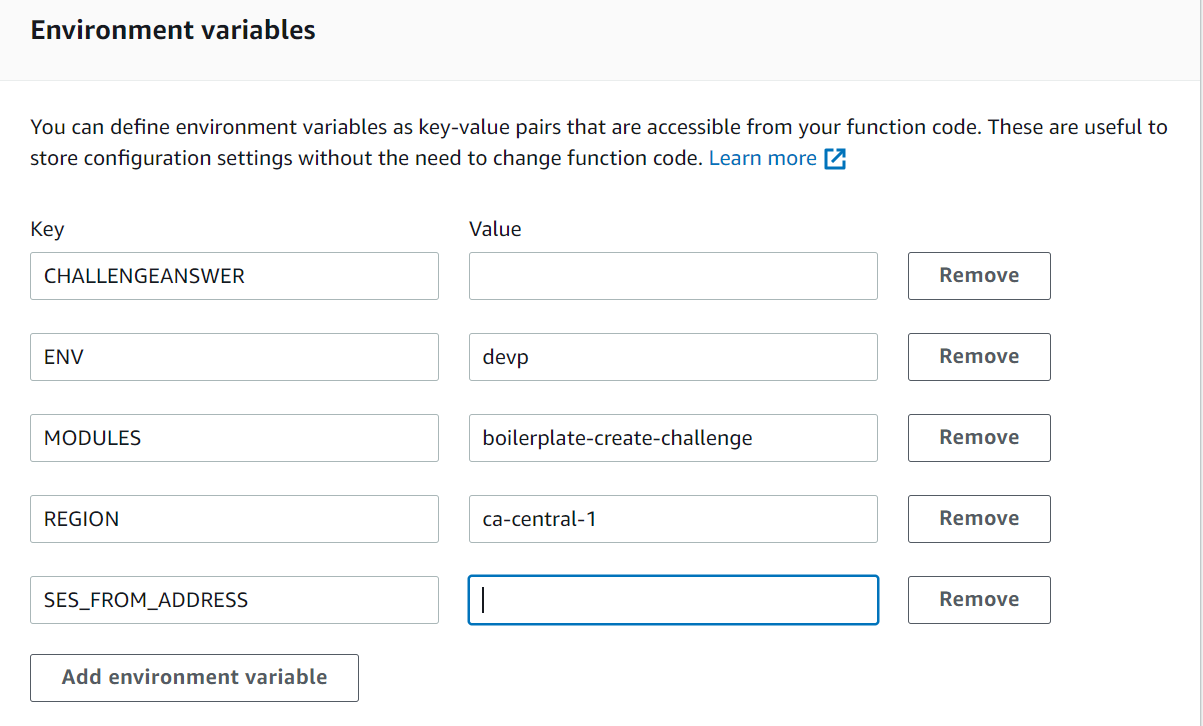 Environment variables
You can define environment variables as key-value pairs that are accessible from your function code. These are useful to
store configuration settings without the need to change function code. Learn more
Key Value
CHALLENGEANSWER Remove
ENV devp Remove
MODULES boilerplate-create-challenge Remove
REGION ca-central-1 Remove
SES_FROM_ADDRESS Remove
Add environment variable